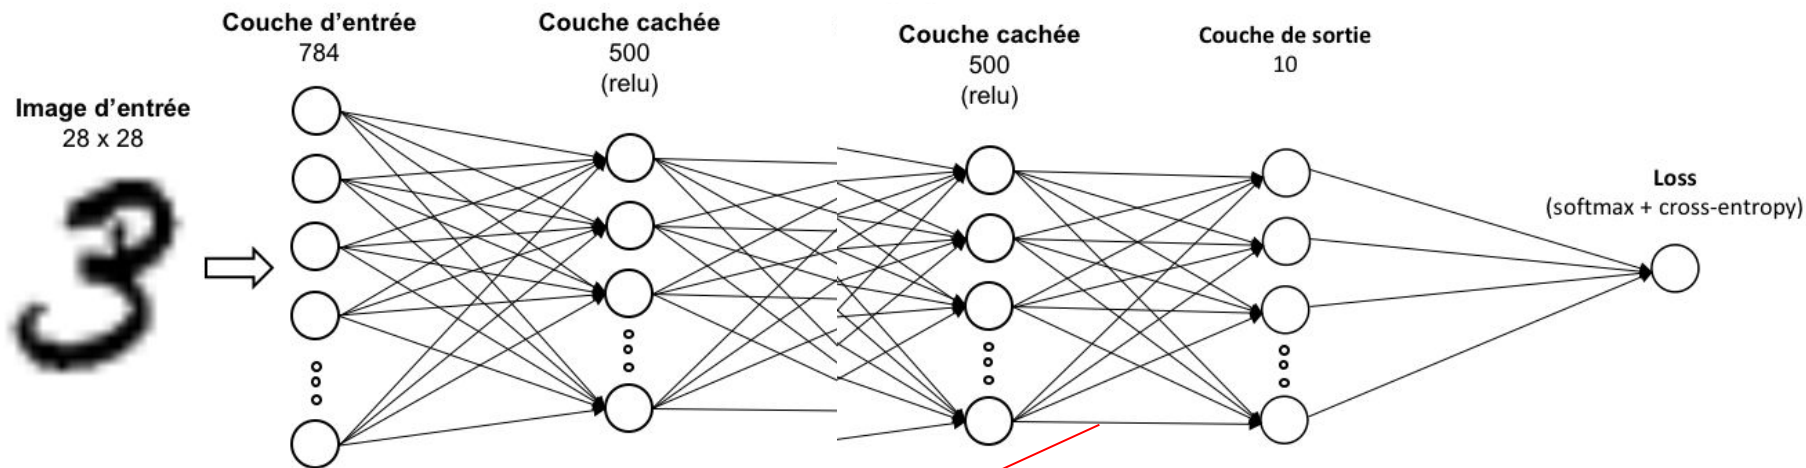 Image d’entrée
28 x 28
Couche d’entrée
784
Couche cachée
500
(relu)
Couche cachée
500
(relu)
Couche de sortie
10
Loss
(softmax + cross-entropy)